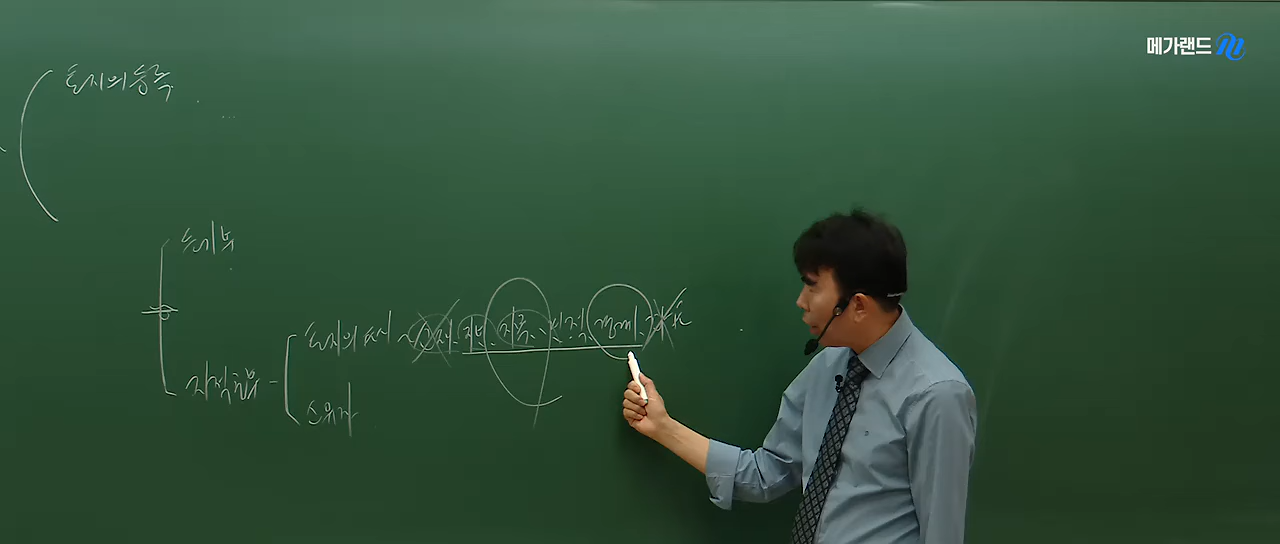 메가랜드
토지의 등록
등기부
토지의 표시 ~ 소재. 지번. 지목. 면적. 경계. 좌표
지적공부 -
소유자